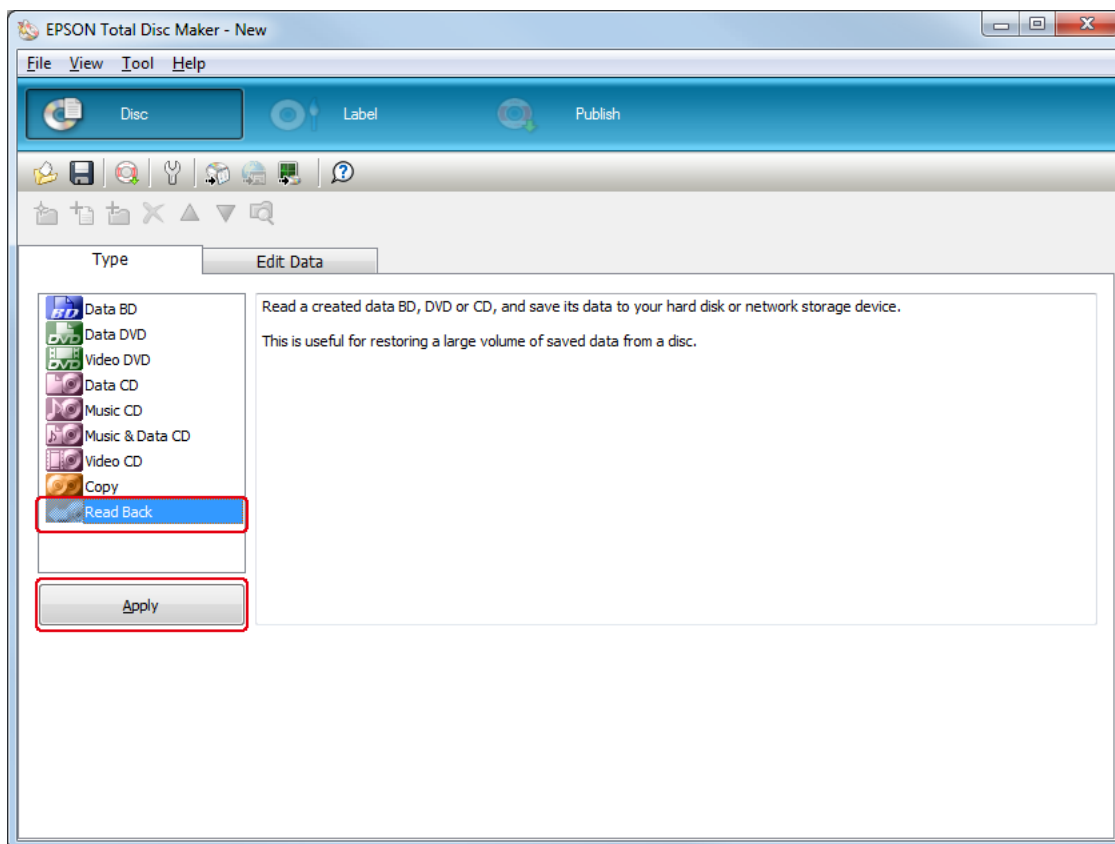 EPSON Total Disc Maker - New
File View Tool Help
Disc Label Publish
Type Edit Data
Data BD
Data DVD
Video DVD
Data CD
Music CD
Music & Data CD
Video CD
Copy
Read Back
Apply
Read a created data BD, DVD or CD, and save its data to your hard disk or network storage device.
This is useful for restoring a large volume of saved data from a disc.